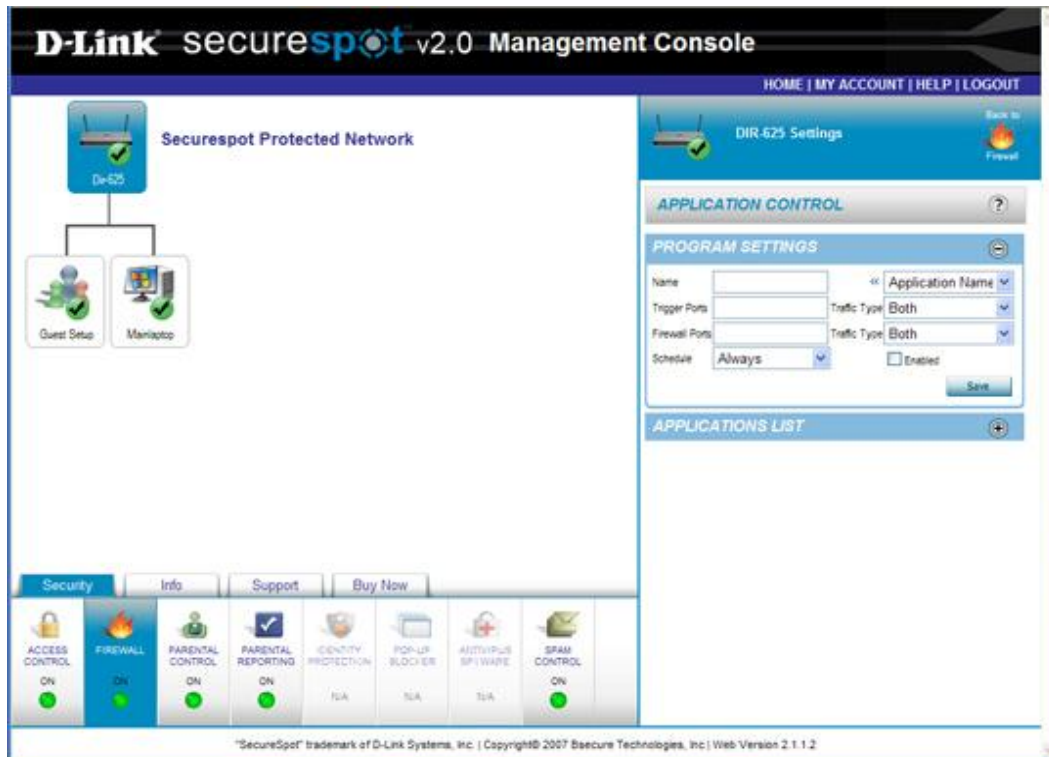 D-Link securespot v2.0 Management Console
HOME | MY ACCOUNT | HELP | LOGOUT
Dir-625
Securespot Protected Network
Guest Setup
Mainlaptop
DIR-625 Settings
Back to
Firewall
APPLICATION CONTROL
?
PROGRAM SETTINGS
Name « Application Name
Trigger Ports Traffic Type Both
Firewall Ports Traffic Type Both
Schedule Always Enabled
Save
APPLICATIONS LIST
Security Info Support Buy Now
ACCESS CONTROL
ON
FIREWALL
ON
PARENTAL CONTROL
ON
PARENTAL REPORTING
ON
IDENTITY PROTECTION
N/A
POP-UP BLOCKER
N/A
ANTIVIRUS SPYWARE
N/A
SPAM CONTROL
ON
"SecureSpot" trademark of D-Link Systems, Inc. | Copyright© 2007 Bsecure Technologies, Inc | Web Version 2.1.1.2